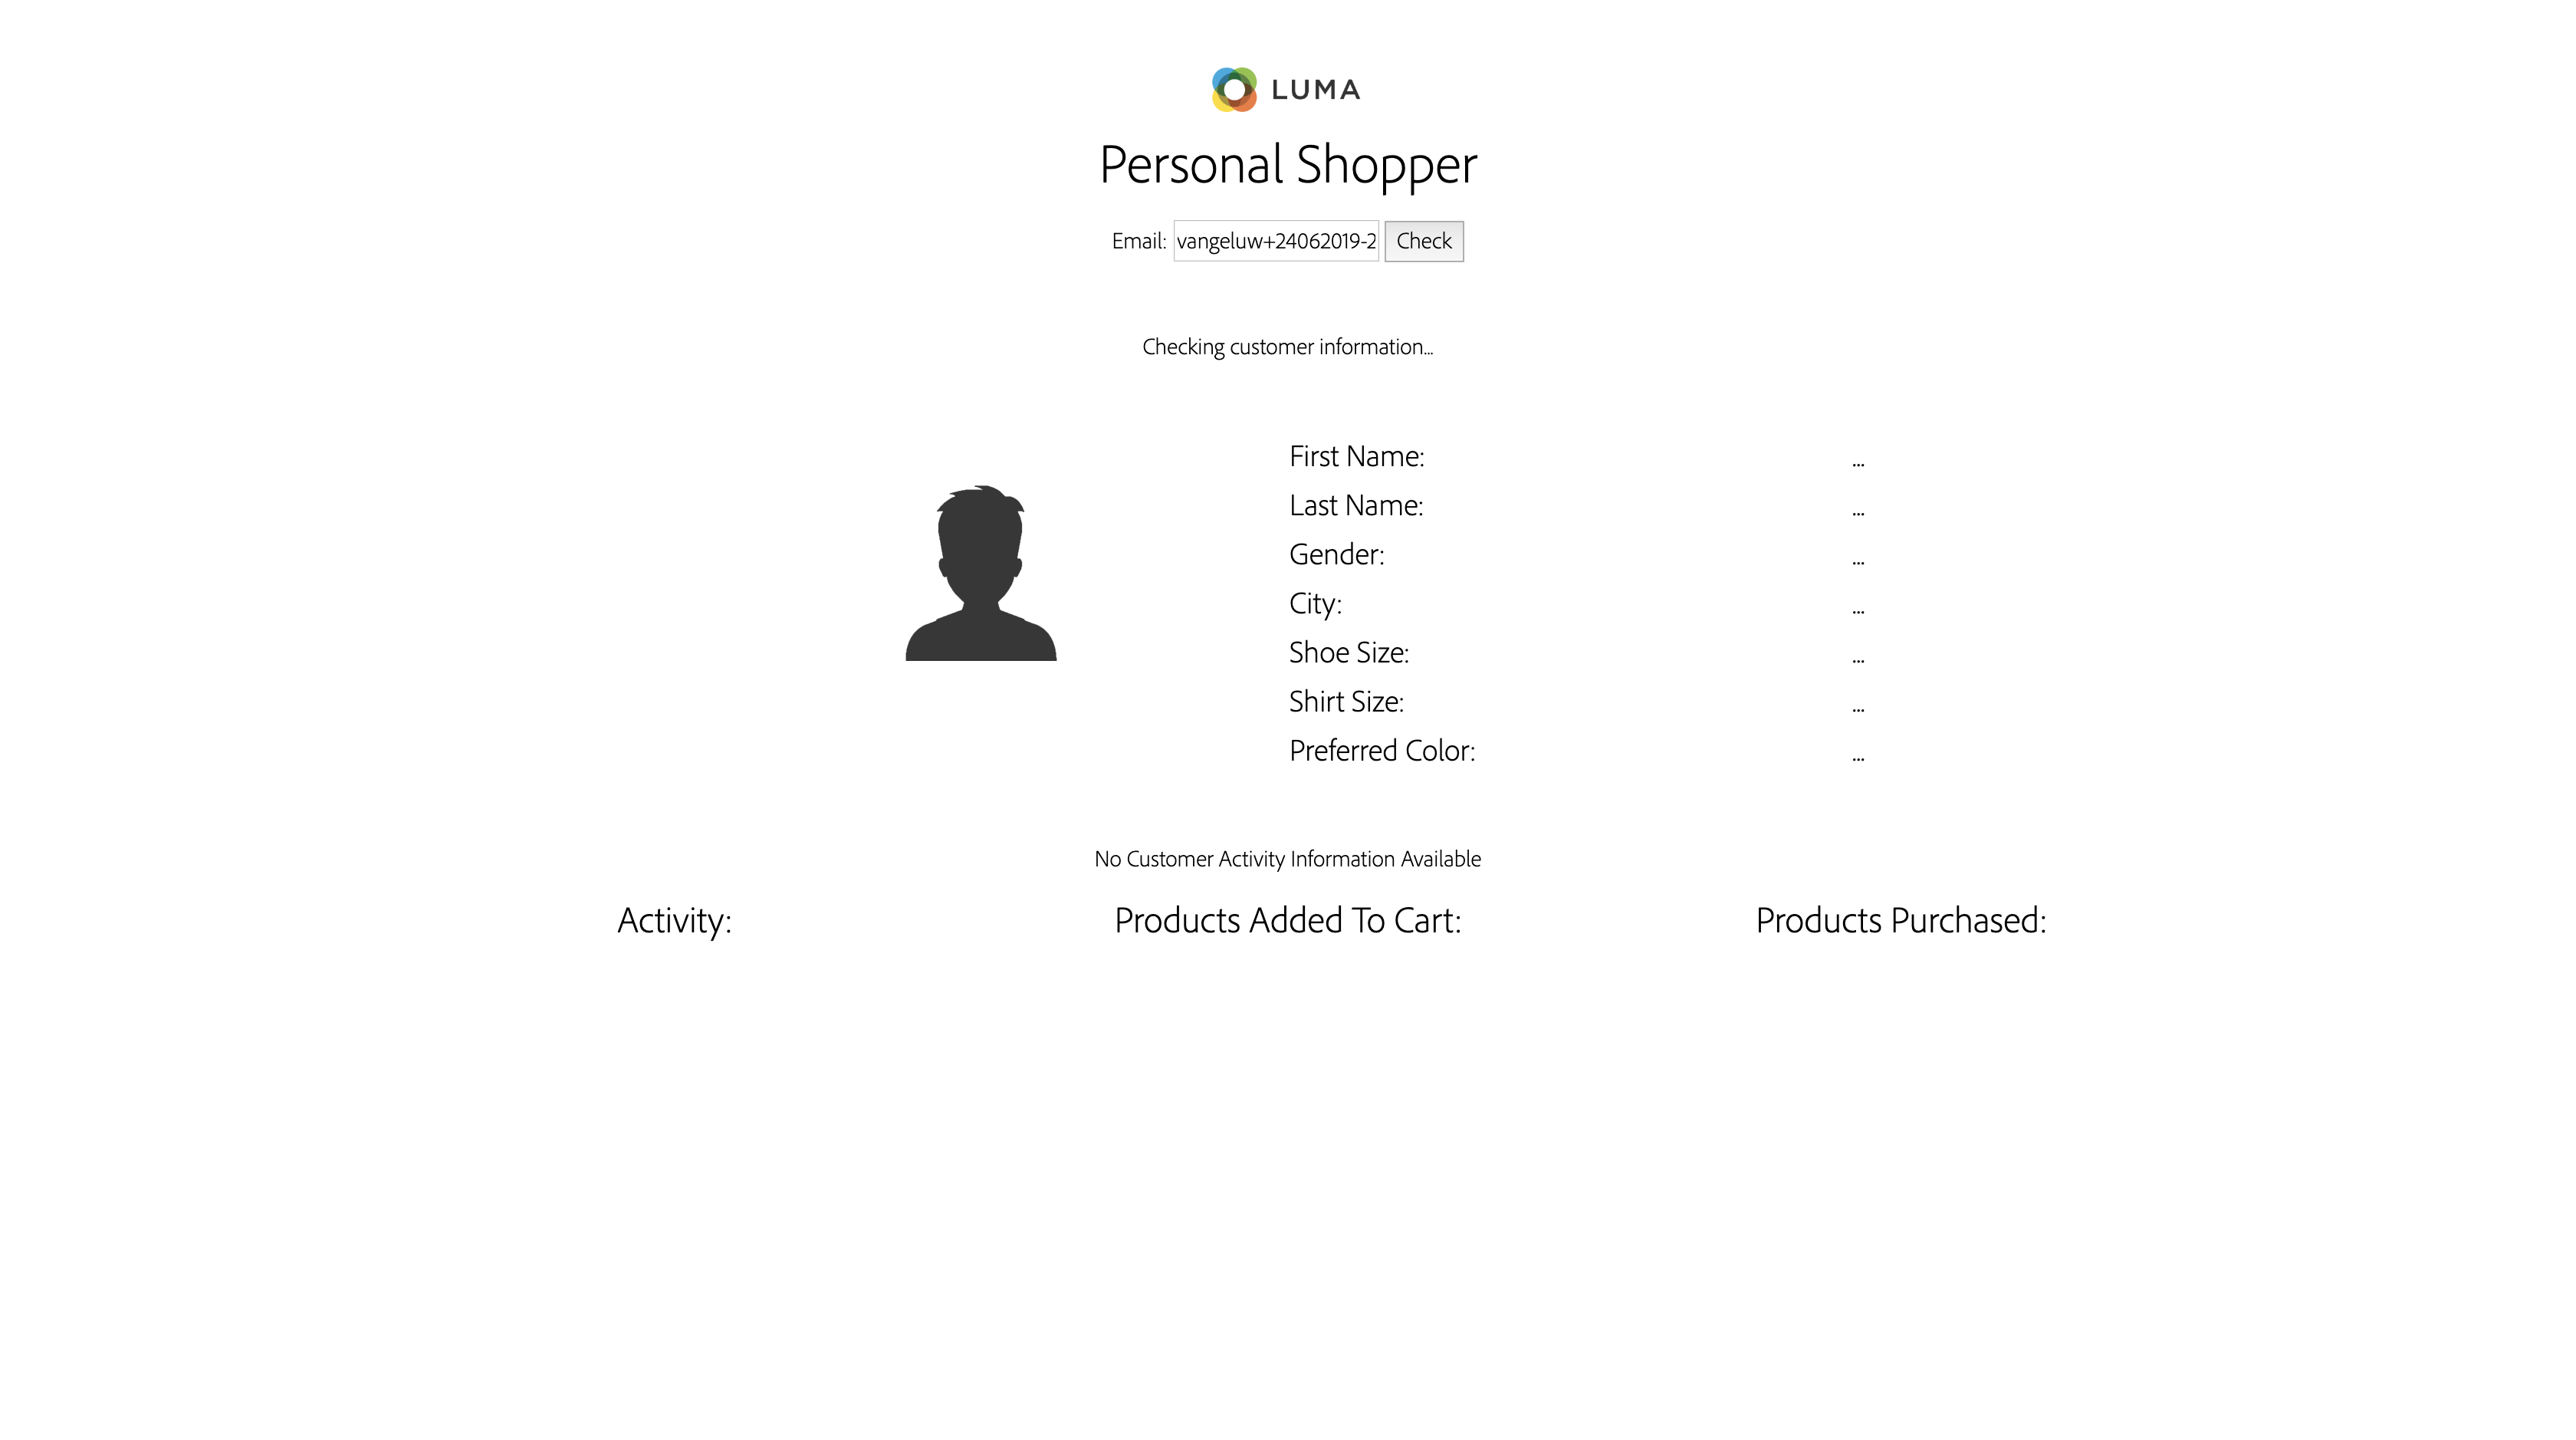 LUMA
Personal Shopper
Email: vangeluw+24062019-2 Check
Checking customer information...
First Name: ...
Last Name: ...
Gender: ...
City: ...
Shoe Size: ...
Shirt Size: ...
Preferred Color: ...
No Customer Activity Information Available
Activity: Products Added To Cart: Products Purchased: